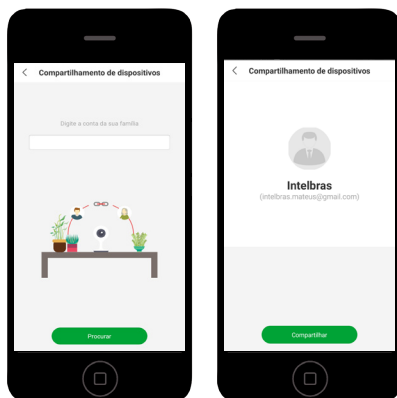 Compartilhamento de dispositivos
Digite a conta da sua família
Procurar
Compartilhamento de dispositivos
Intelbras
(intelbras.mateus@gmail.com)
Compartilhar